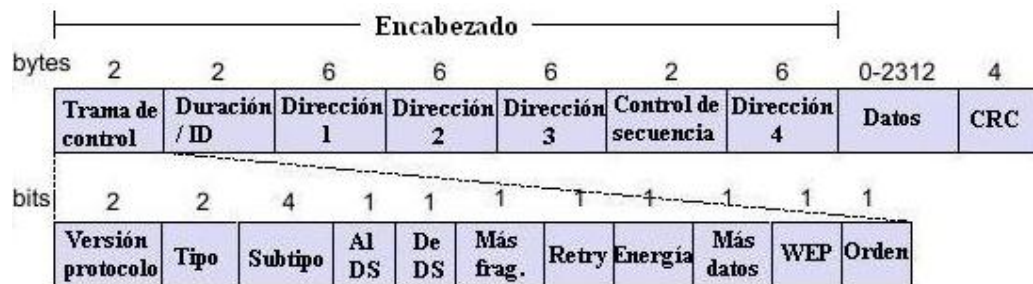 Encabezado
bytes 2 2 6 6 6 2 6 0-2312 4
Trama de control Duración / ID Dirección 1 Dirección 2 Dirección 3 Control de secuencia Dirección 4 Datos CRC
bits 2 2 4 1 1 1 1 1 1 1 1
Versión protocolo Tipo Subtipo Al DS De DS Más frag. Retry Energía Más datos WEP Orden